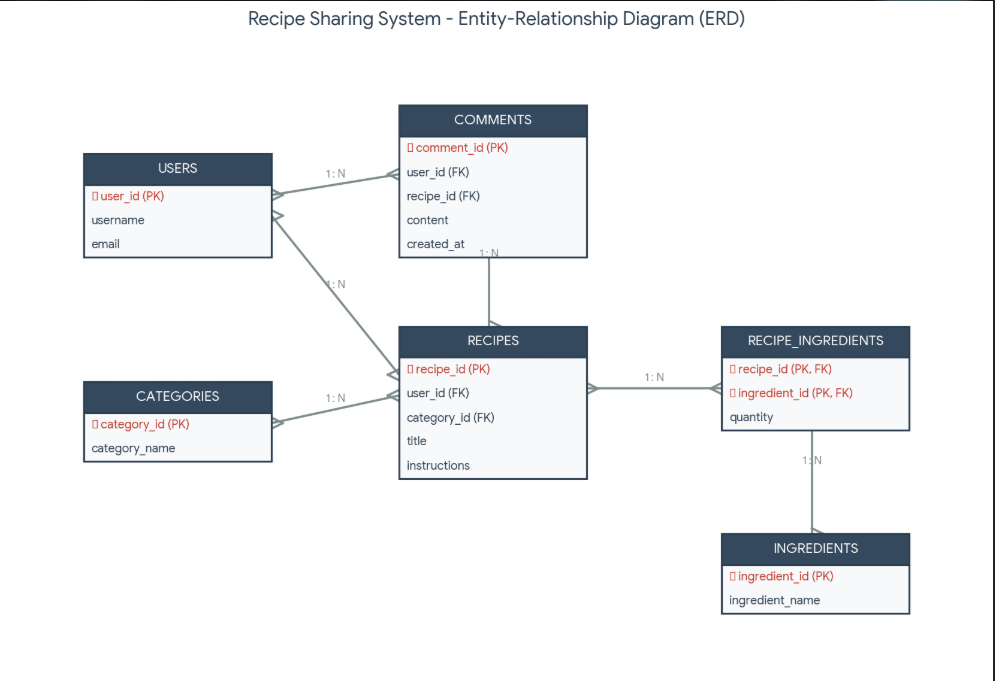 Recipe Sharing System - Entity-Relationship Diagram (ERD)
COMMENTS
comment_id (PK)
user_id (FK)
recipe_id (FK)
content
created_at
USERS
user_id (PK)
username
email
1: N
1: N
1: N
RECIPES
recipe_id (PK)
user_id (FK)
category_id (FK)
title
instructions
CATEGORIES
category_id (PK)
category_name
1: N
1: N
RECIPE_INGREDIENTS
recipe_id (PK, FK)
ingredient_id (PK, FK)
quantity
1: N
INGREDIENTS
ingredient_id (PK)
ingredient_name